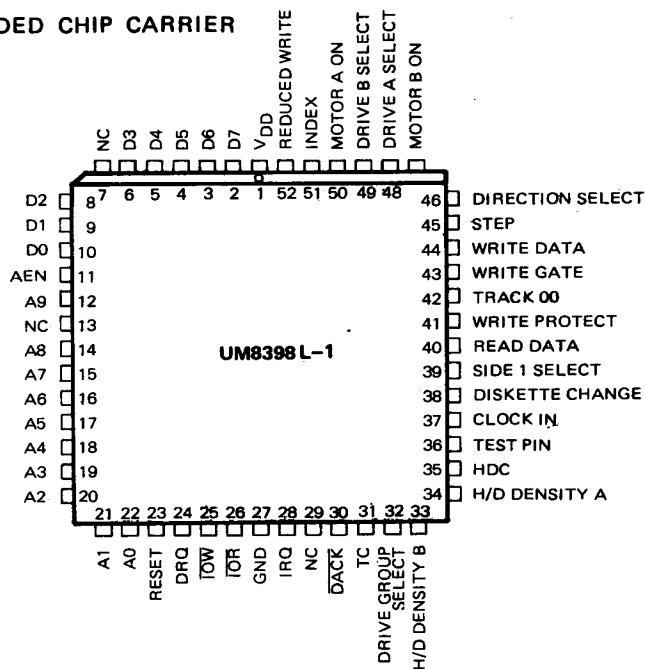 DED CHIP CARRIER
NC
D3
D4
D5
D6
D7
VDD
REDUCED WRITE
INDEX
MOTOR A ON
DRIVE B SELECT
DRIVE A SELECT
MOTOR B ON
7 6 5 4 3 2 1 52 51 50 49 48
D2 8
D1 9
D0 10
AEN 11
A9 12
NC 13
A8 14
A7 15
A6 16
A5 17
A4 18
A3 19
A2 20
UM8398 L-1
46 DIRECTION SELECT
45 STEP
44 WRITE DATA
43 WRITE GATE
42 TRACK 00
41 WRITE PROTECT
40 READ DATA
39 SIDE 1 SELECT
38 DISKETTE CHANGE
37 CLOCK IN
36 TEST PIN
35 HDC
34 H/D DENSITY A
21 22 23 24 25 26 27 28 29 30 31 32 33
A1
A0
RESET
DRQ
IOW
IOR
GND
IRQ
NC
DACK
TC
DRIVE GROUP
SELECT
H/D DENSITY B